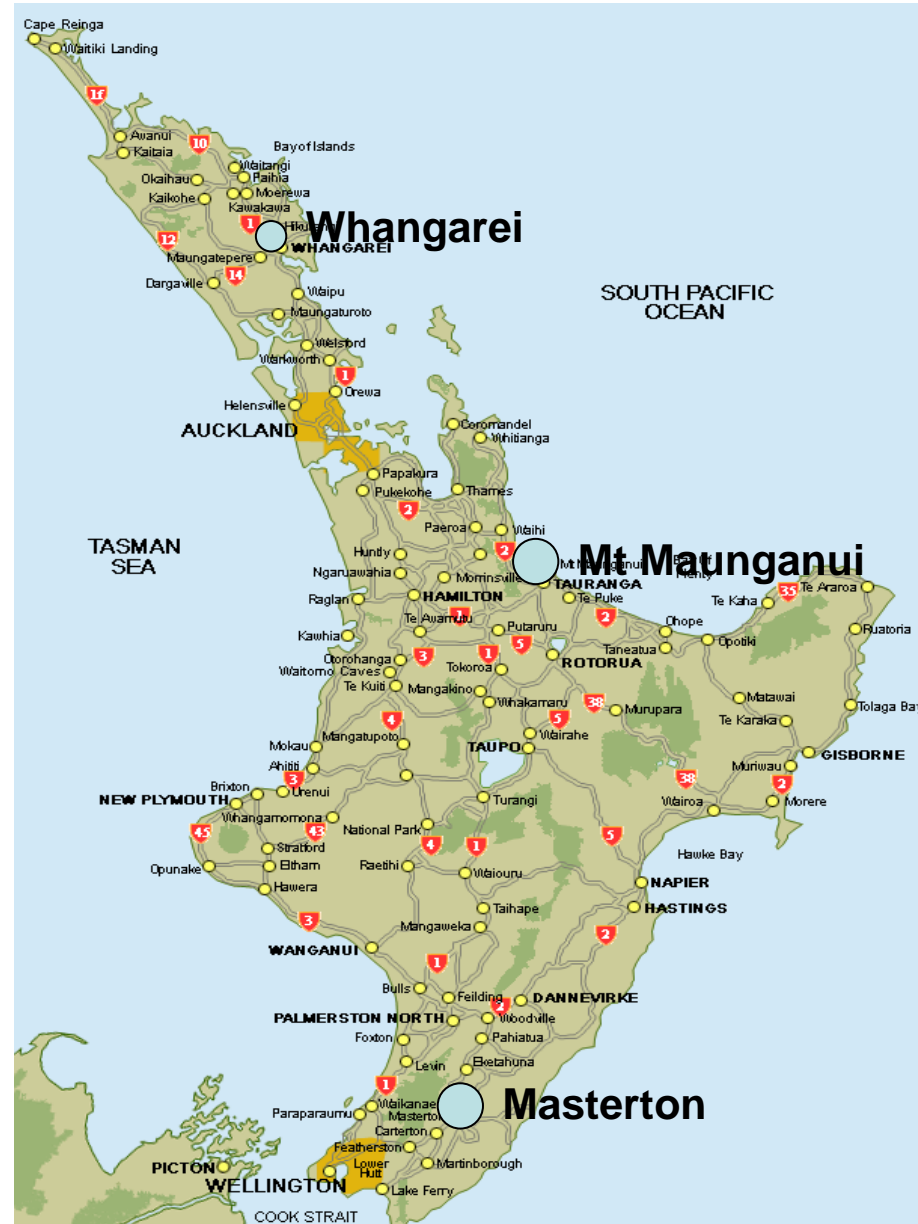 Cape Reinga
Waitiki Landing
1f
Awanui
10
Kaitaia
Bay of Islands
Waitangi
Okaihau
Paihia
Moerewa
Kaikohe
Kawakawa
1
Whangarei
12
WHANGAREI
Maungatepere
14
Dargaville
Waipu
SOUTH PACIFIC
OCEAN
Maungaturoto
Welsford
Warkworth
1
Orewa
Helensville
AUCKLAND
Coromandel
Whitianga
Papakura
Pukekohe
Thames
2
Paeroa
Waihi
TASMAN
SEA
Huntly
2
Mt Maunganui
Mt Maunganui
Ngaruawahia
Morrinsville
TAURANGA
Te Araroa
35
Raglan
HAMILTON
Te Puke
Te Kaha
1
2
Te Awamutu
Putaruru
Ohope
Ruatoria
Kawhia
5
Opotiki
Taneatua
Otorohanga
3
1
ROTORUA
Waitomo Caves
Tokoroa
Te Kuiti
Mangakino
Matawai
Whakamaru
38
Murupara
Tolaga Bay
4
5
Te Karaka
Mangatupoto
Wairahe
Mokau
TAUPO
GISBORNE
Ahititi
Muriwau
3
38
2
Brixton
Urenui
NEW PLYMOUTH
Turangi
Wairoa
Morere
Whangamomona
45
43
National Park
5
Stratford
4
1
Hawke Bay
Opunake
Eltham
Raetihi
Waiouru
NAPIER
Hawera
Taihape
HASTINGS
3
Mangaweka
2
WANGANUI
1
Bulls
Feilding
2
DANNEVIRKE
PALMERSTON NORTH
Woodville
Foxton
Pahiatua
Levin
Eketahuna
1
Waikanae
Masterton
Paraparaumu
Carterton
Featherston
PICTON
Lower
Hutt
Martinborough
WELLINGTON
Lake Ferry
COOK STRAIT